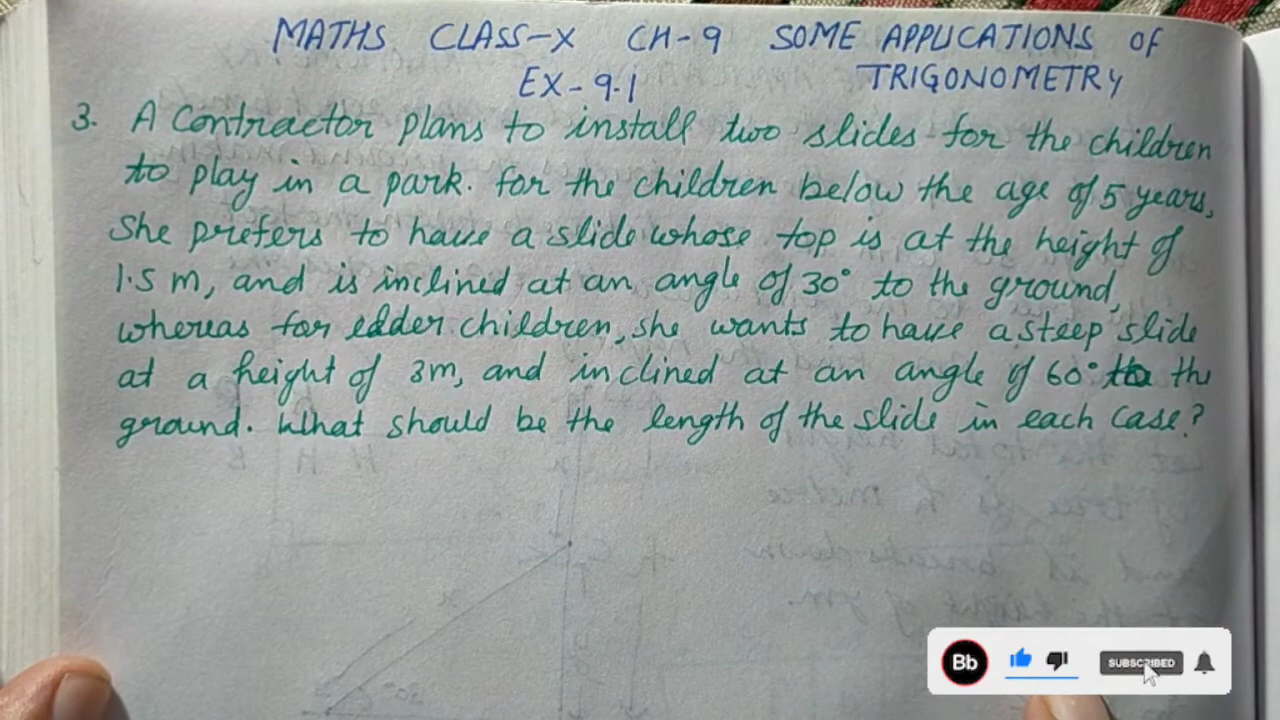 MATHS CLASS-X CH-9 SOME APPLICATIONS OF
EX-9.1 TRIGONOMETRY
3. A Contractor plans to install two slides for the children
to play in a park. for the children below the age of 5 years,
She prefers to have a slide whose top is at the height of
1.5 m, and is inclined at an angle of 30° to the ground,
whereas for edder children, she wants to have a steep slide
at a height of 3m, and inclined at an angle of 60° to the
ground. What should be the length of the slide in each case?
Bb SUBSCRIBED